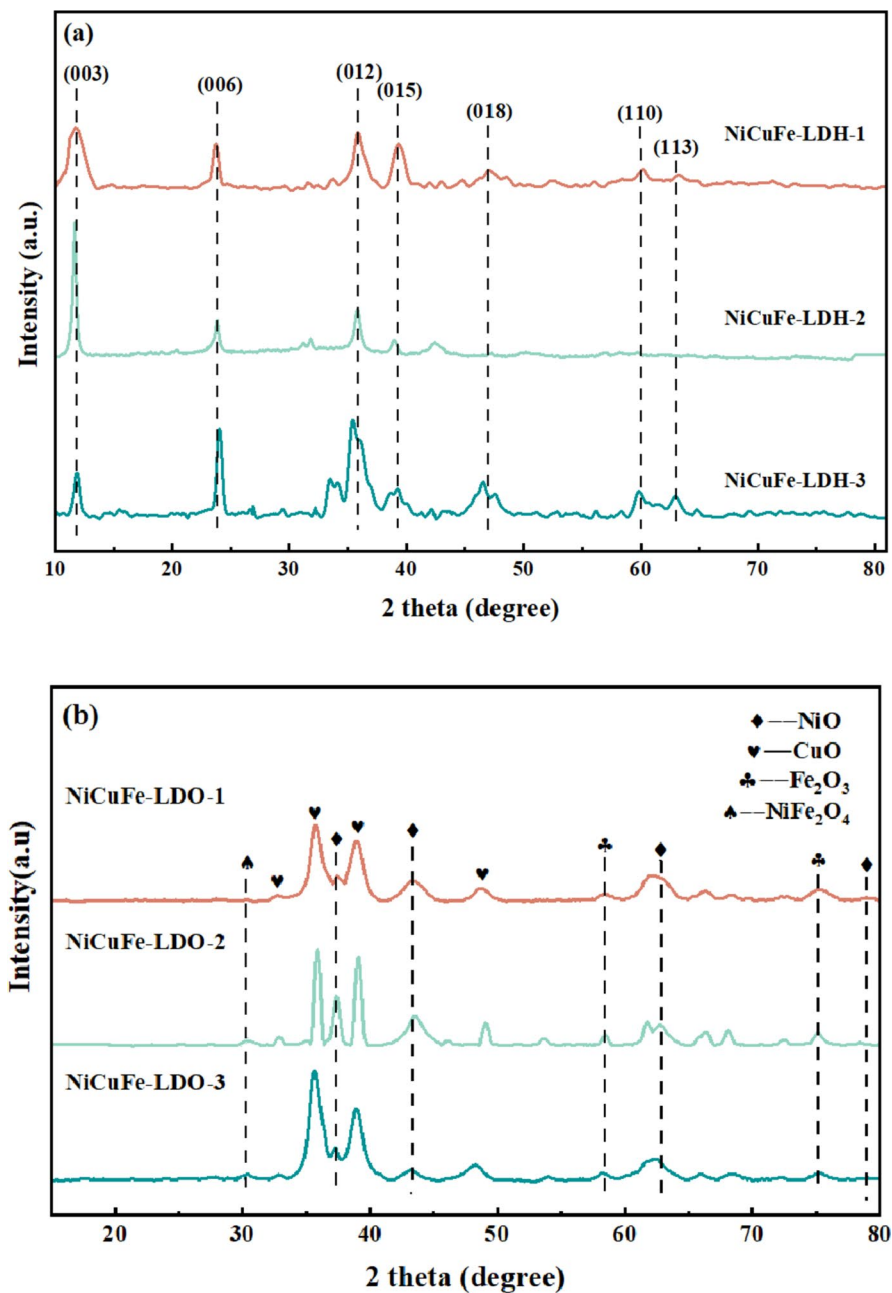 (a)
(003)
(006)
(012)
(015)
(018)
(110)
(113)
NiCuFe-LDH-1
NiCuFe-LDH-2
NiCuFe-LDH-3
Intensity (a.u.)
10 20 30 40 50 60 70 80
2 theta (degree)
(b)
♦---NiO
♥—CuO
♣---Fe₂O₃
♠---NiFe₂O₄
NiCuFe-LDO-1
NiCuFe-LDO-2
NiCuFe-LDO-3
Intensity(a.u)
20 30 40 50 60 70 80
2 theta (degree)